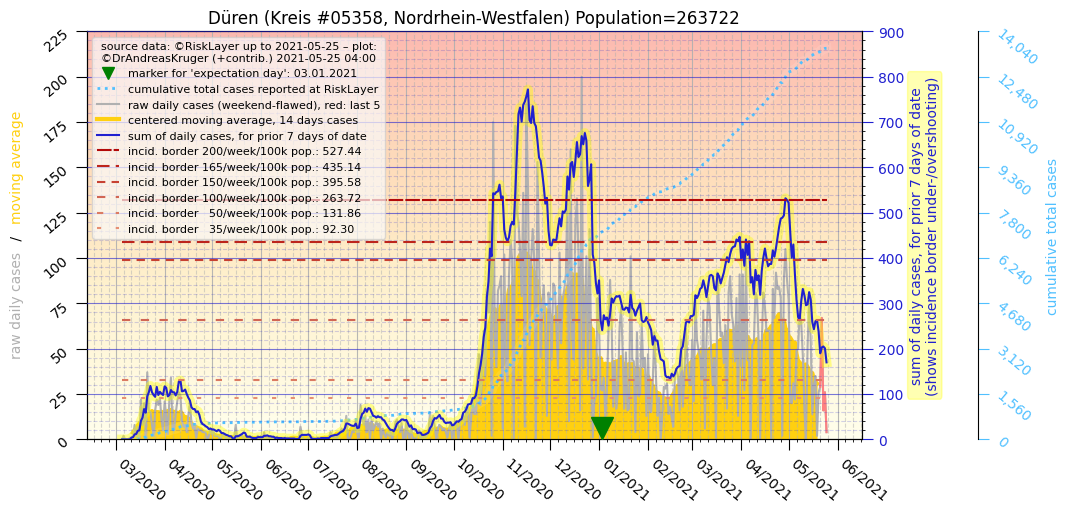 Düren (Kreis #05358, Nordrhein-Westfalen) Population=263722
source data: ©RiskLayer up to 2021-05-25 – plot:
©DrAndreasKruger (+contrib.) 2021-05-25 04:00
marker for 'expectation day': 03.01.2021
cumulative total cases reported at RiskLayer
raw daily cases (weekend-flawed), red: last 5
centered moving average, 14 days cases
sum of daily cases, for prior 7 days of date
incid. border 200/week/100k pop.: 527.44
incid. border 165/week/100k pop.: 435.14
incid. border 150/week/100k pop.: 395.58
incid. border 100/week/100k pop.: 263.72
incid. border   50/week/100k pop.: 131.86
incid. border   35/week/100k pop.: 92.30
raw daily cases / moving average
225
200
175
150
125
100
75
50
25
0
03/2020
04/2020
05/2020
06/2020
07/2020
08/2020
09/2020
10/2020
11/2020
12/2020
01/2021
02/2021
03/2021
04/2021
05/2021
06/2021
900
800
700
600
500
400
300
200
100
0
sum of daily cases, for prior 7 days of date
(shows incidence border under-/overshooting)
14,040
12,480
10,920
9,360
7,800
6,240
4,680
3,120
1,560
0
cumulative total cases